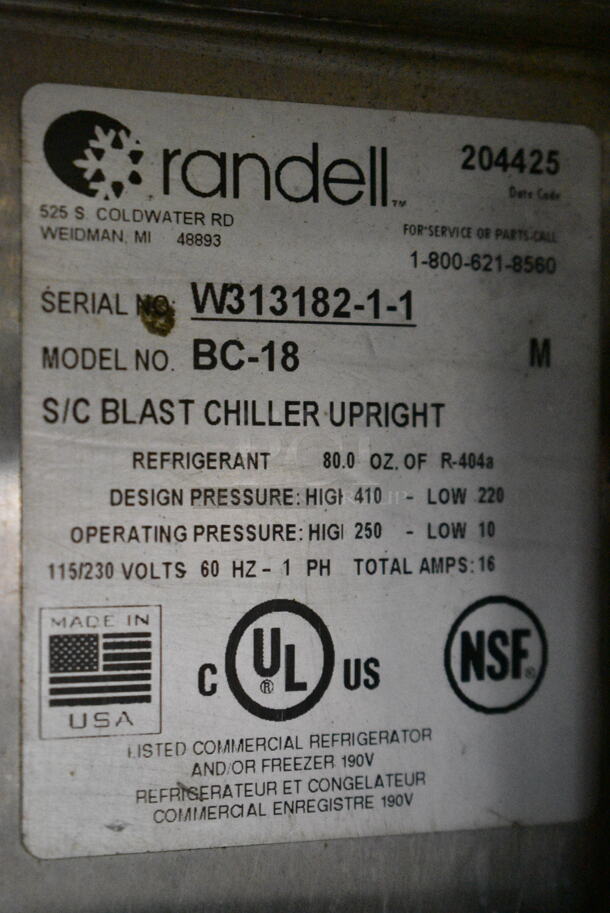 randell™
204425
Date Code
525 S. COLDWATER RD
WEIDMAN, MI 48893
FOR SERVICE OR PARTS CALL
1-800-621-8560
SERIAL NO: W313182-1-1
MODEL NO. BC-18 M
S/C BLAST CHILLER UPRIGHT
REFRIGERANT 80.0 OZ. OF R-404a
DESIGN PRESSURE: HIGH 410 - LOW 220
OPERATING PRESSURE: HIGH 250 - LOW 10
115/230 VOLTS 60 HZ - 1 PH TOTAL AMPS: 16
MADE IN
USA
C UL® US
NSF®
LISTED COMMERCIAL REFRIGERATOR
AND/OR FREEZER 190V
REFRIGERATEUR ET CONGELATEUR
COMMERCIAL ENREGISTRE 190V